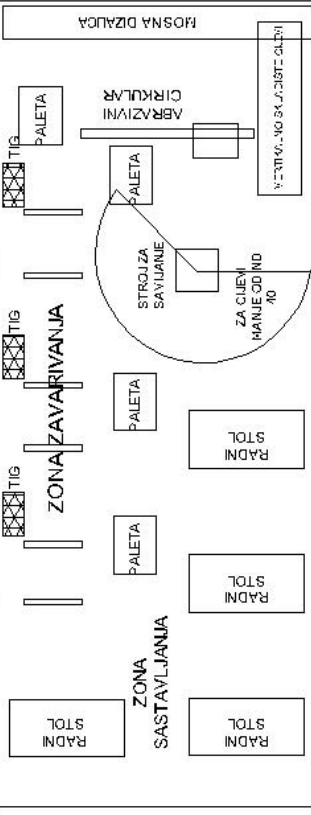 MOSNA DIZALICA
ABRAZIVNI
CIRKULAR
VERTIKALNO SKLADISTE CIJEVI
PALETA
TIG
PALETA
STROJ ZA
SAVIJANJE
ZA CIJEVI
MANJE OD ND
40
TIG
ZONA ZAVARIVANJA
PALETA
RADNI
STOL
TIG
PALETA
RADNI
STOL
ZONA
SASTAVLJANJA
RADNI
STOL
RADNI
STOL